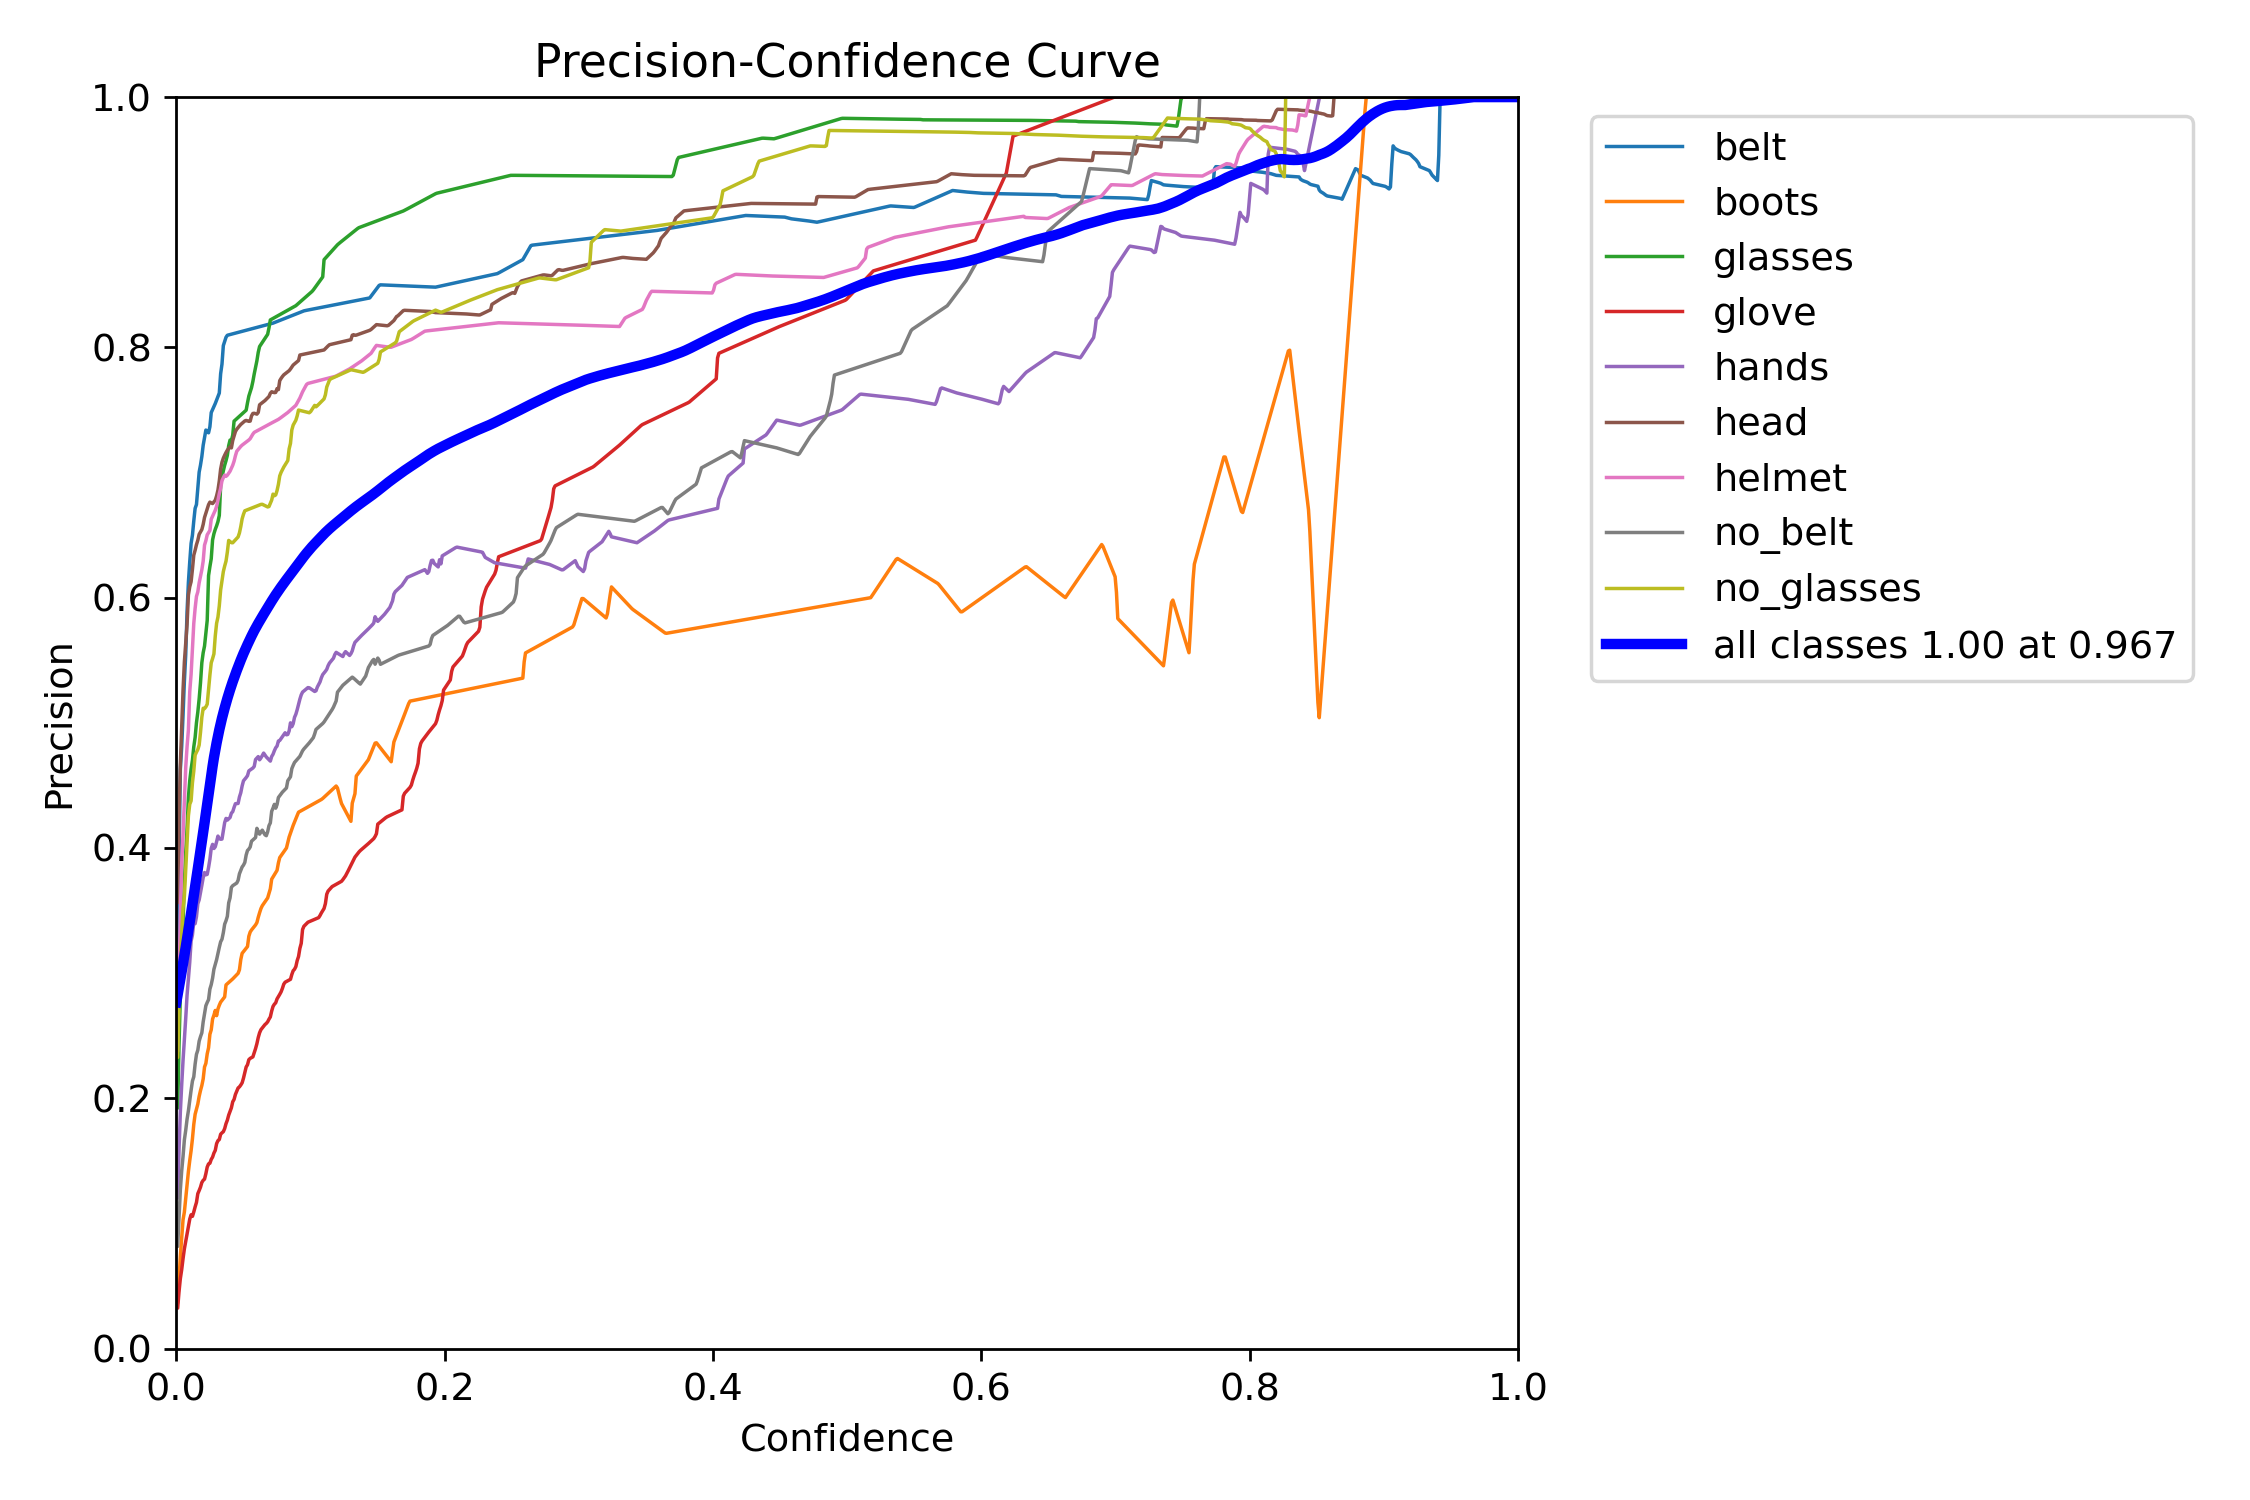 Precision-Confidence Curve
1.0
0.8
0.6
0.4
0.2
0.0
Precision
0.0 0.2 0.4 0.6 0.8 1.0
Confidence
belt
boots
glasses
glove
hands
head
helmet
no_belt
no_glasses
all classes 1.00 at 0.967